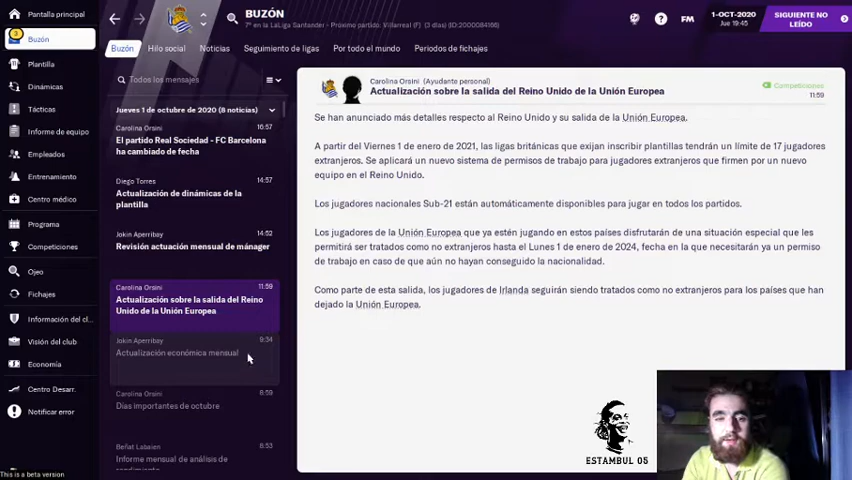 Pantalla principal
3
Buzón
Plantilla
Dinámicas
Tácticas
Informe de equipo
Empleados
Entrenamiento
Centro médico
Programa
Competiciones
Ojeo
Fichajes
Información del cl...
Visión del club
Economía
Centro Desarr.
Notificar error
This is a beta version
BUZÓN
7º en la LaLiga Santander - Próximo partido: Villarreal (F) (3 días) (ID:2000084166)
FM
1-OCT-2020
Jue 19:45
SIGUIENTE NO LEÍDO
Buzón
Hilo social
Noticias
Seguimiento de ligas
Por todo el mundo
Periodos de fichajes
Todos los mensajes
Jueves 1 de octubre de 2020 (8 noticias)
Carolina Orsini 16:57
El partido Real Sociedad - FC Barcelona
ha cambiado de fecha
Diego Torres 14:57
Actualización de dinámicas de la
plantilla
Jokin Aperribay 14:52
Revisión actuación mensual de mánager
Carolina Orsini 11:59
Actualización sobre la salida del Reino
Unido de la Unión Europea
Jokin Aperribay 9:34
Actualización económica mensual
Carolina Orsini 8:59
Días importantes de octubre
Beñat Labaien 8:53
Informe mensual de análisis de
rendimiento
Carolina Orsini (Ayudante personal)
Actualización sobre la salida del Reino Unido de la Unión Europea
Competiciones
11:59
Se han anunciado más detalles respecto al Reino Unido y su salida de la Unión Europea.
A partir del Viernes 1 de enero de 2021, las ligas británicas que exijan inscribir plantillas tendrán un límite de 17 jugadores
extranjeros. Se aplicará un nuevo sistema de permisos de trabajo para jugadores extranjeros que firmen por un nuevo
equipo en el Reino Unido.
Los jugadores nacionales Sub-21 están automáticamente disponibles para jugar en todos los partidos.
Los jugadores de la Unión Europea que ya estén jugando en estos países disfrutarán de una situación especial que les
permitirá ser tratados como no extranjeros hasta el Lunes 1 de enero de 2024, fecha en la que necesitarán ya un permiso
de trabajo en caso de que aún no hayan conseguido la nacionalidad.
Como parte de esta salida, los jugadores de Irlanda seguirán siendo tratados como no extranjeros para los países que han
dejado la Unión Europea.
ESTAMBUL 05